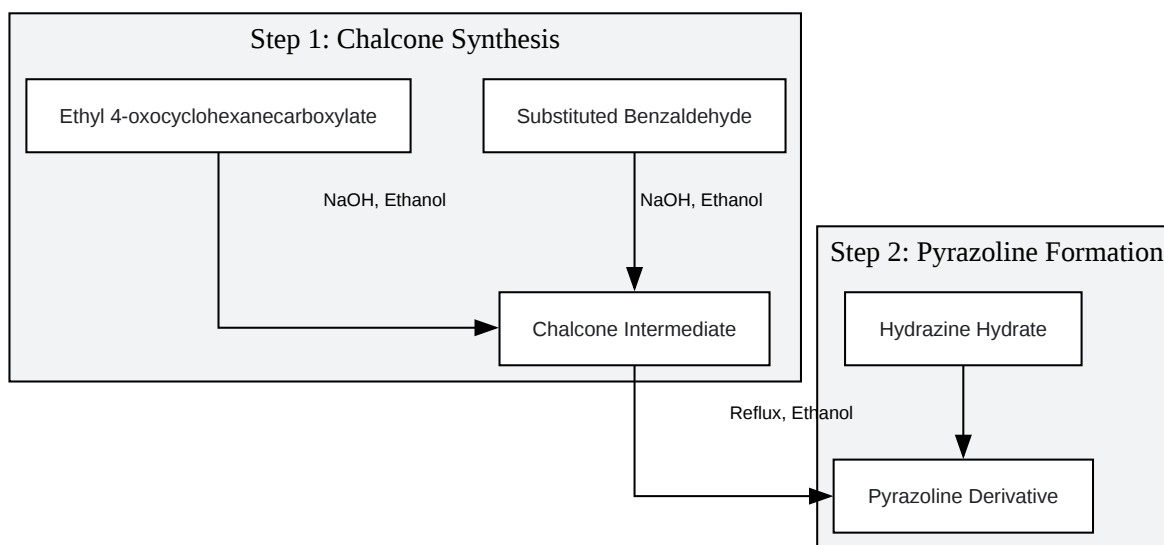 Step 1: Chalcone Synthesis
Ethyl 4-oxocyclohexanecarboxylate
Substituted Benzaldehyde
NaOH, Ethanol
NaOH, Ethanol
Step 2: Pyrazoline Formation
Chalcone Intermediate
Hydrazine Hydrate
Reflux, Ethanol
Pyrazoline Derivative